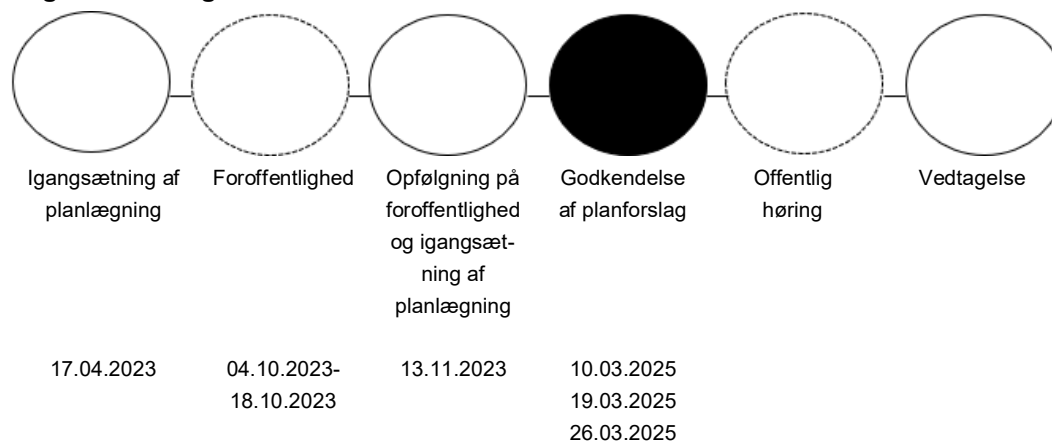 Igangsætning af
planlægning
Foroffentlighed
Opfølgning på
foroffentlighed
og igangsæt-
ning af
planlægning
Godkendelse
af planforslag
Offentlig
høring
Vedtagelse
17.04.2023
04.10.2023-
18.10.2023
13.11.2023
10.03.2025
19.03.2025
26.03.2025